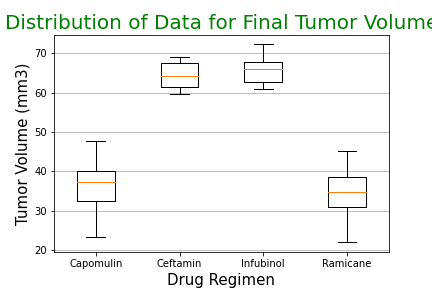 Distribution of Data for Final Tumor Volume
Tumor Volume (mm3)
70
60
50
40
30
20
Capomulin Ceftamin Infubinol Ramicane
Drug Regimen